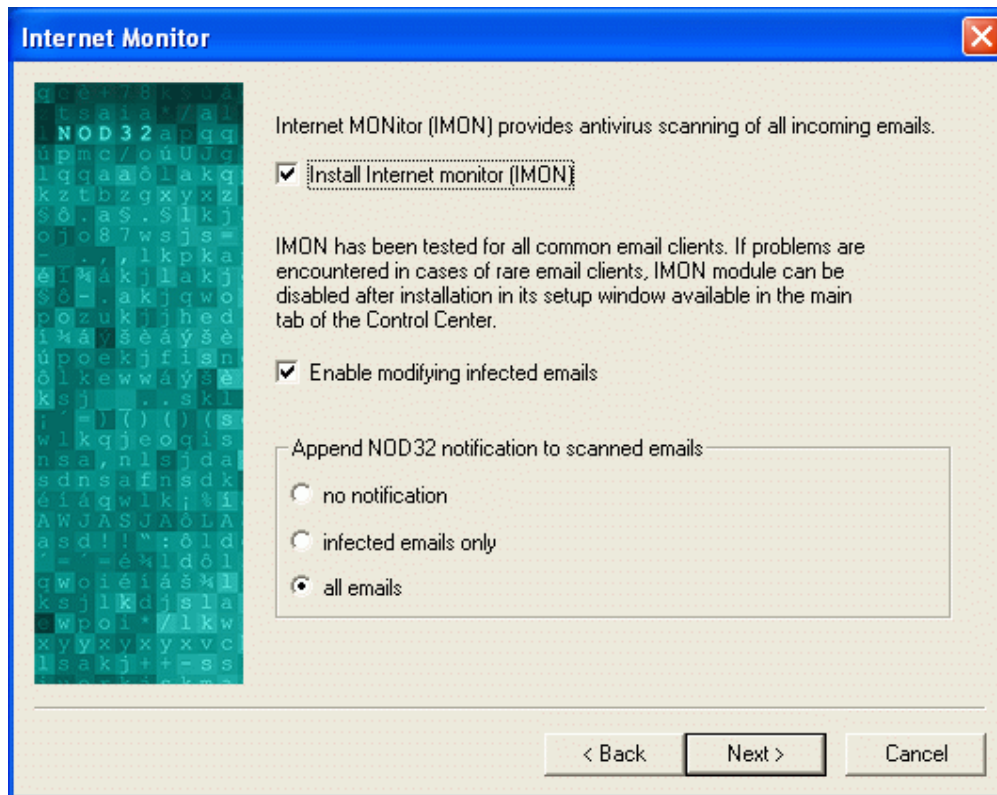 Internet Monitor
NOD32
Internet MONitor (IMON) provides antivirus scanning of all incoming emails.
Install Internet monitor (IMON)
IMON has been tested for all common email clients. If problems are
encountered in cases of rare email clients, IMON module can be
disabled after installation in its setup window available in the main
tab of the Control Center.
Enable modifying infected emails
Append NOD32 notification to scanned emails
no notification
infected emails only
all emails
< Back
Next >
Cancel